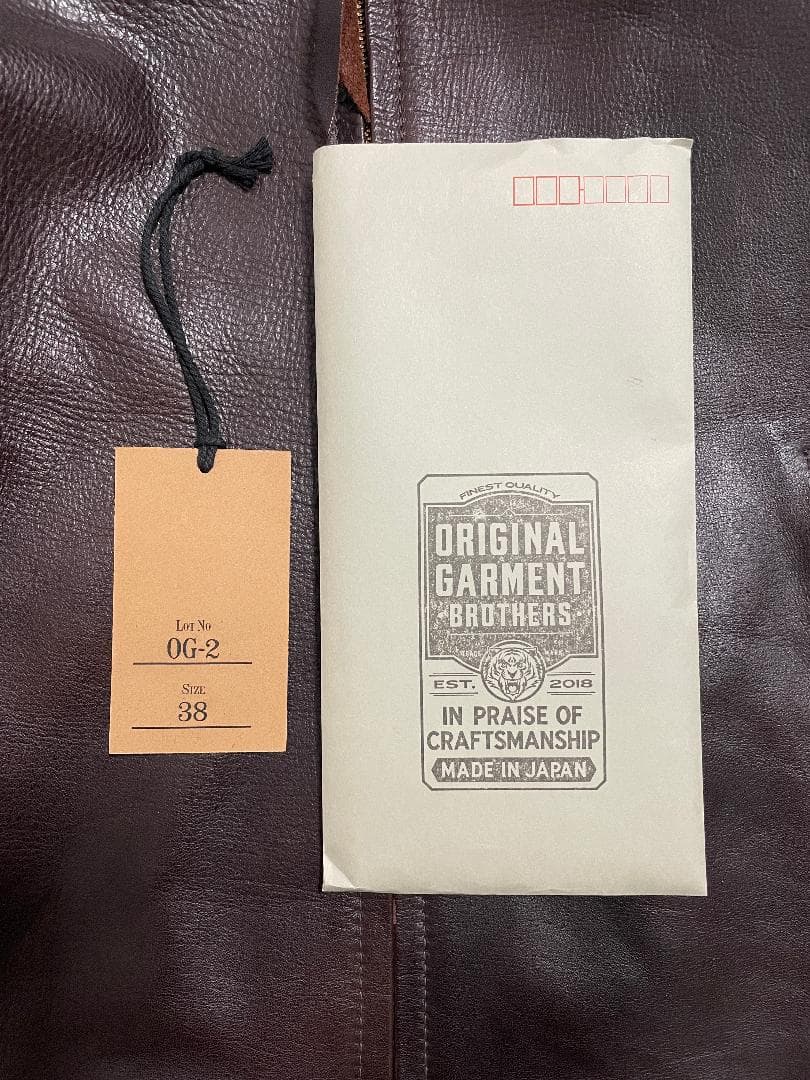 LOT NO
OG-2
SIZE
38
FINEST QUALITY
ORIGINAL
GARMENT
BROTHERS
EST. 2018
IN PRAISE OF
CRAFTSMANSHIP
MADE IN JAPAN